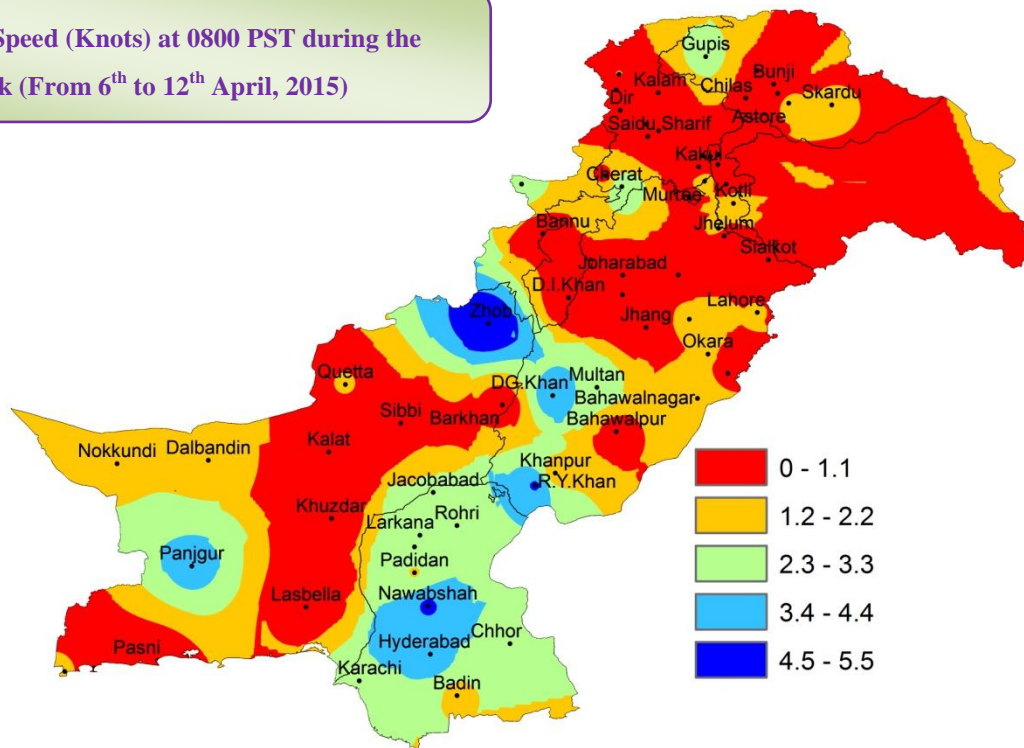 Speed (Knots) at 0800 PST during the
k (From 6th to 12th April, 2015)
Gupis
Kalam
Chilas
Bunji
Skardu
Dir
Astore
Saidu Sharif
Kakul
Cherat
Murree
Kotli
Bannu
Jhelum
Sialkot
Joharabad
D.I.Khan
Lahore
Zhob
Jhang
Okara
Quetta
DG.Khan
Multan
Bahawalnagar
Sibbi
Barkhan
Bahawalpur
Nokkundi
Dalbandin
Kalat
Khanpur
Jacobabad
R.Y.Khan
Khuzdar
Larkana
Rohri
Panjgur
Padidan
Lasbella
Nawabshah
Pasni
Hyderabad
Chhor
Karachi
Badin
0 - 1.1
1.2 - 2.2
2.3 - 3.3
3.4 - 4.4
4.5 - 5.5